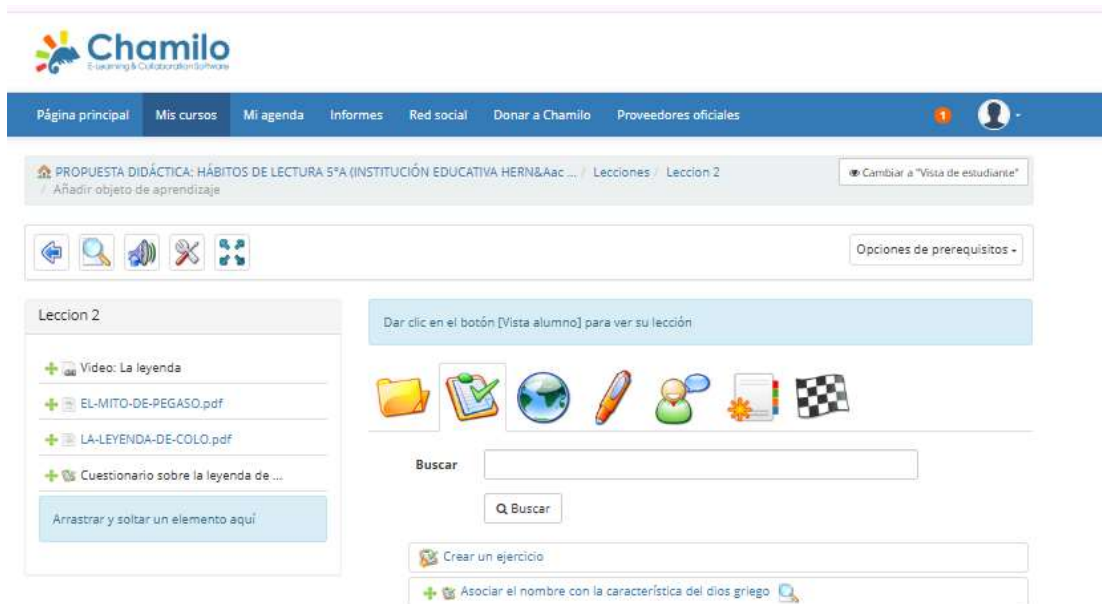 Chamilo
E-Learning & Collaboration Software
Página principal Mis cursos Mi agenda Informes Red social Donar a Chamilo Proveedores oficiales 1
PROPUESTA DIDÁCTICA: HÁBITOS DE LECTURA 5°A (INSTITUCIÓN EDUCATIVA HERN&Aac ... / Lecciones / Leccion 2
/ Añadir objeto de aprendizaje
Cambiar a "Vista de estudiante"
Opciones de prerequisitos
Leccion 2
Video: La leyenda
EL-MITO-DE-PEGASO.pdf
LA-LEYENDA-DE-COLO.pdf
Cuestionario sobre la leyenda de ...
Arrastrar y soltar un elemento aquí
Dar clic en el botón [Vista alumno] para ver su lección
Buscar
Buscar
Crear un ejercicio
Asociar el nombre con la característica del dios griego